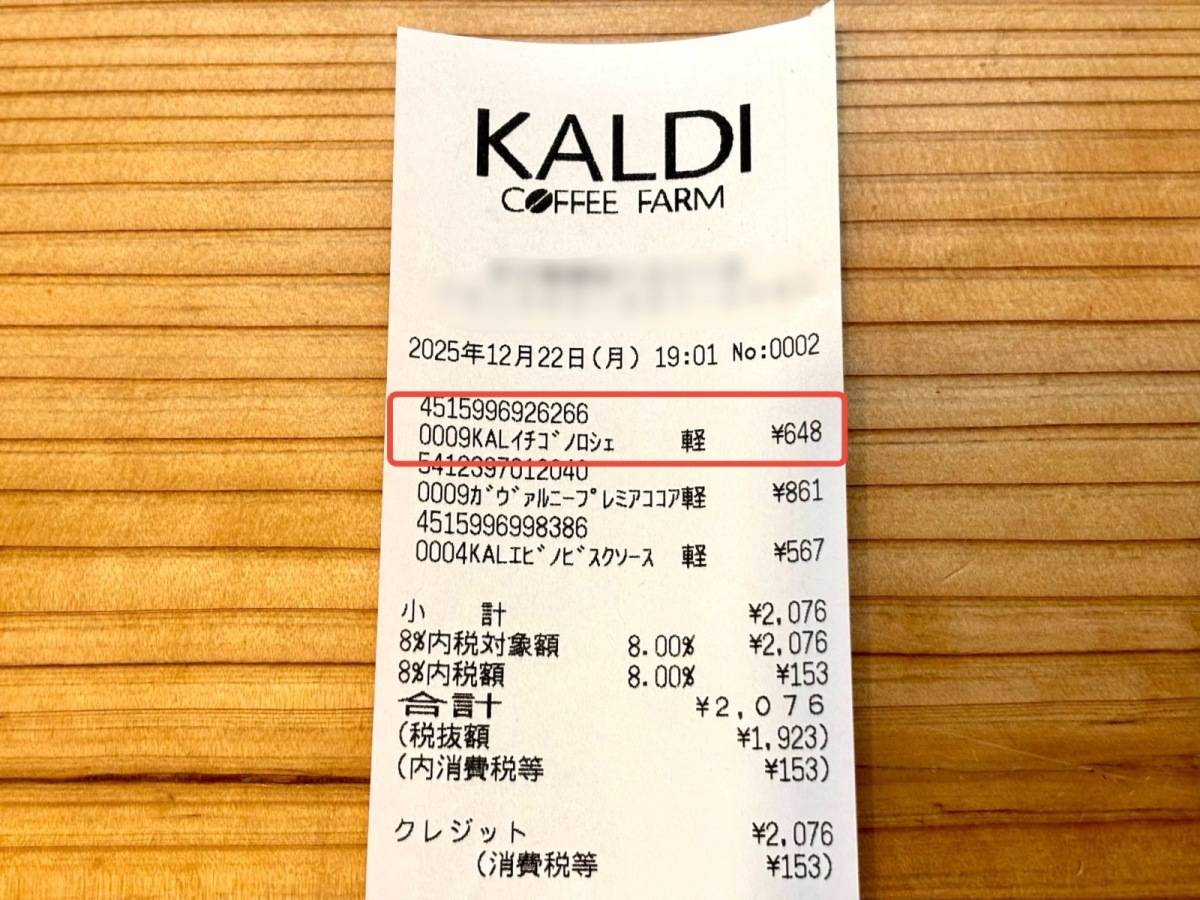 KALDI
COFFEE FARM
2025年12月22日(月) 19:01 No:0002
4515996926266
0009KALイチゴノロシェ 軽 ¥648
5412397012040
0009ガヴァルニープレミアココア軽 ¥861
4515996998386
0004KALエビノビスクソース 軽 ¥567
小 計 ¥2,076
8%内税対象額 8.00% ¥2,076
8%内税額 8.00% ¥153
合計 ¥2,076
(税抜額 ¥1,923)
(内消費税等 ¥153)
クレジット ¥2,076
(消費税等 ¥153)